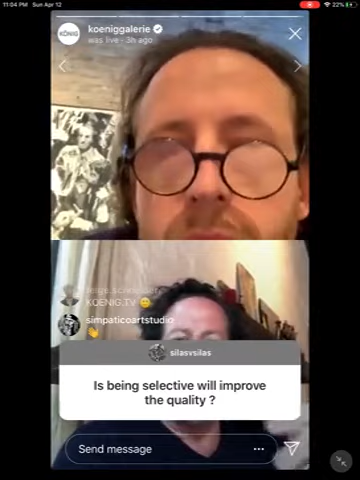 11:04 PM Sun Apr 12
22%
KÖNIG
koeniggalerie
was live · 3h ago
KOENIG.TV 😊
simpaticoartstudio
👋
silasvsilas
Is being selective will improve
the quality ?
Send message